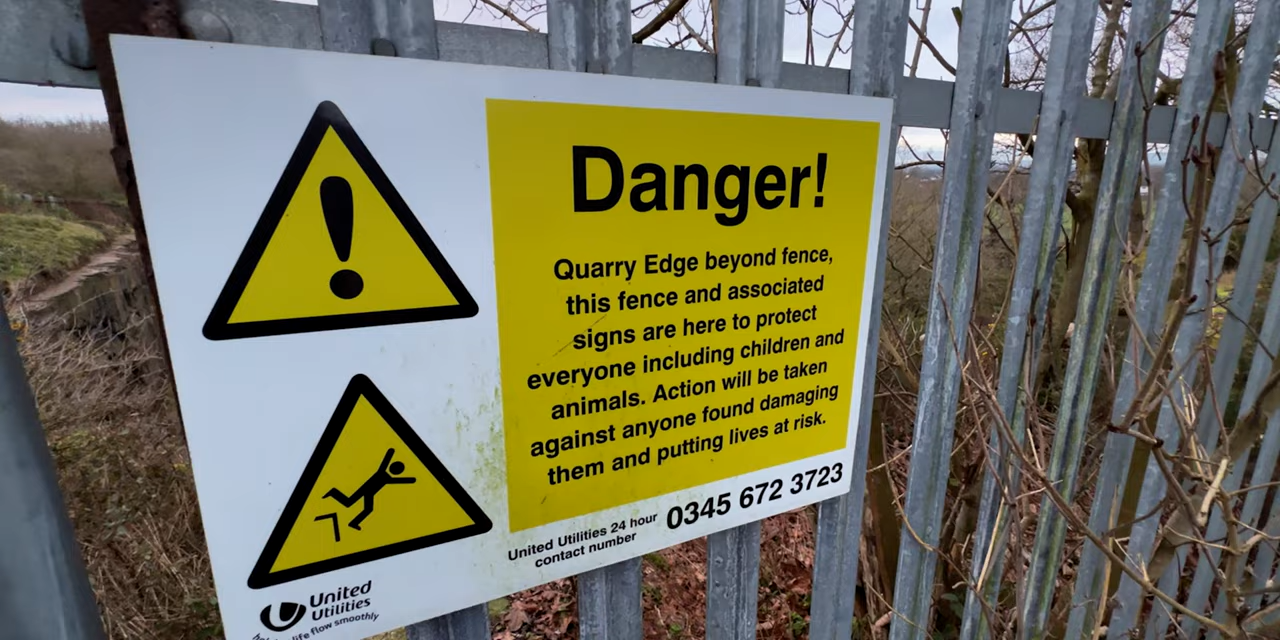 Danger!
Quarry Edge beyond fence,
this fence and associated
signs are here to protect
everyone including children and
animals. Action will be taken
against anyone found damaging
them and putting lives at risk.
United Utilities 24 hour
contact number
0345 672 3723
United
Utilities
life flow smoothly